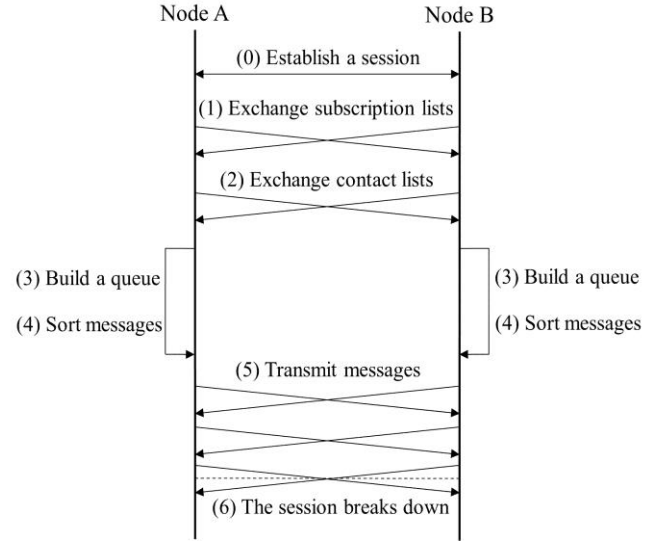 Node A
Node B
(0) Establish a session
(1) Exchange subscription lists
(2) Exchange contact lists
(3) Build a queue
(4) Sort messages
(3) Build a queue
(4) Sort messages
(5) Transmit messages
(6) The session breaks down